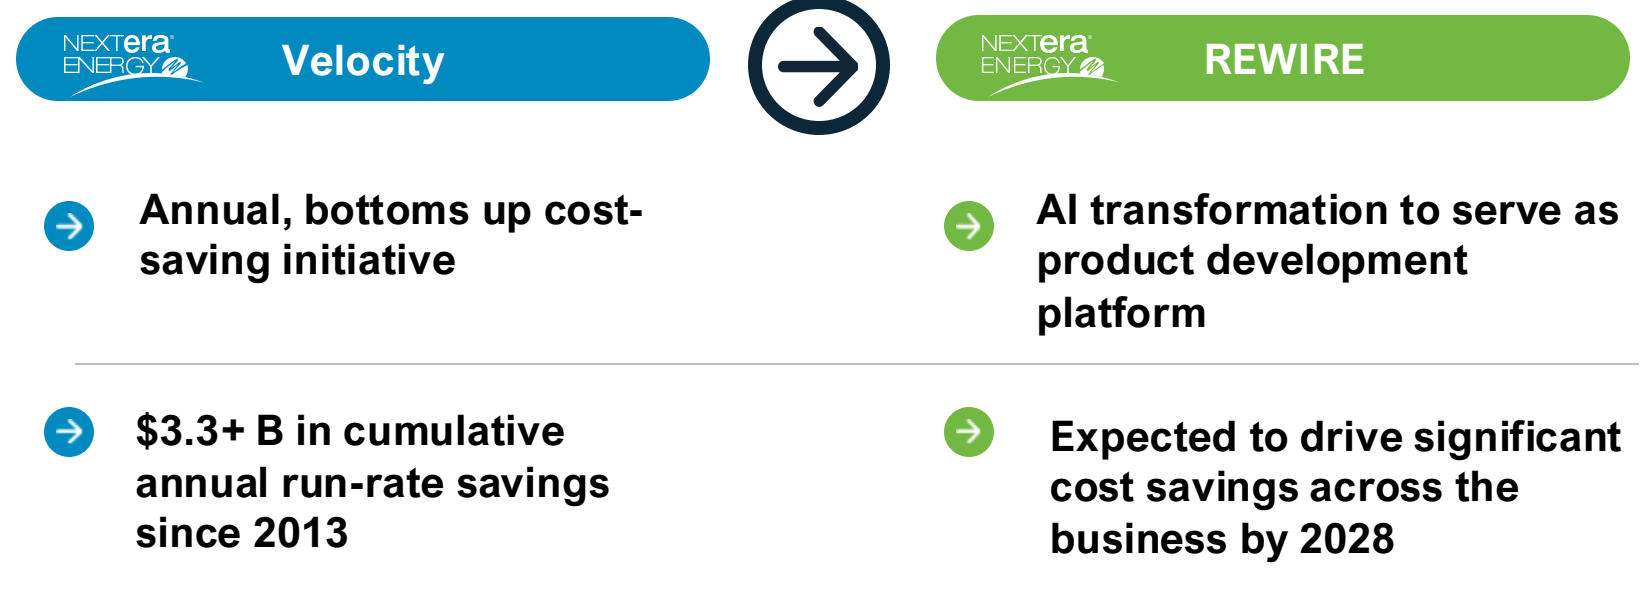 NEXTera®
ENERGY
Velocity
NEXTera®
ENERGY
REWIRE
Annual, bottoms up cost-
saving initiative
AI transformation to serve as
product development
platform
$3.3+ B in cumulative
annual run-rate savings
since 2013
Expected to drive significant
cost savings across the
business by 2028